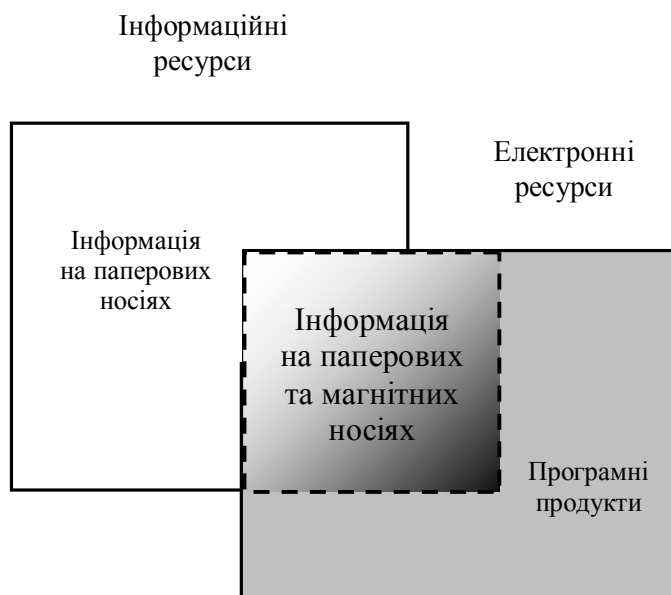 Інформаційні
ресурси
Електронні
ресурси
Інформація
на паперових
носіях
Інформація
на паперових
та магнітних
носіях
Програмні
продукти